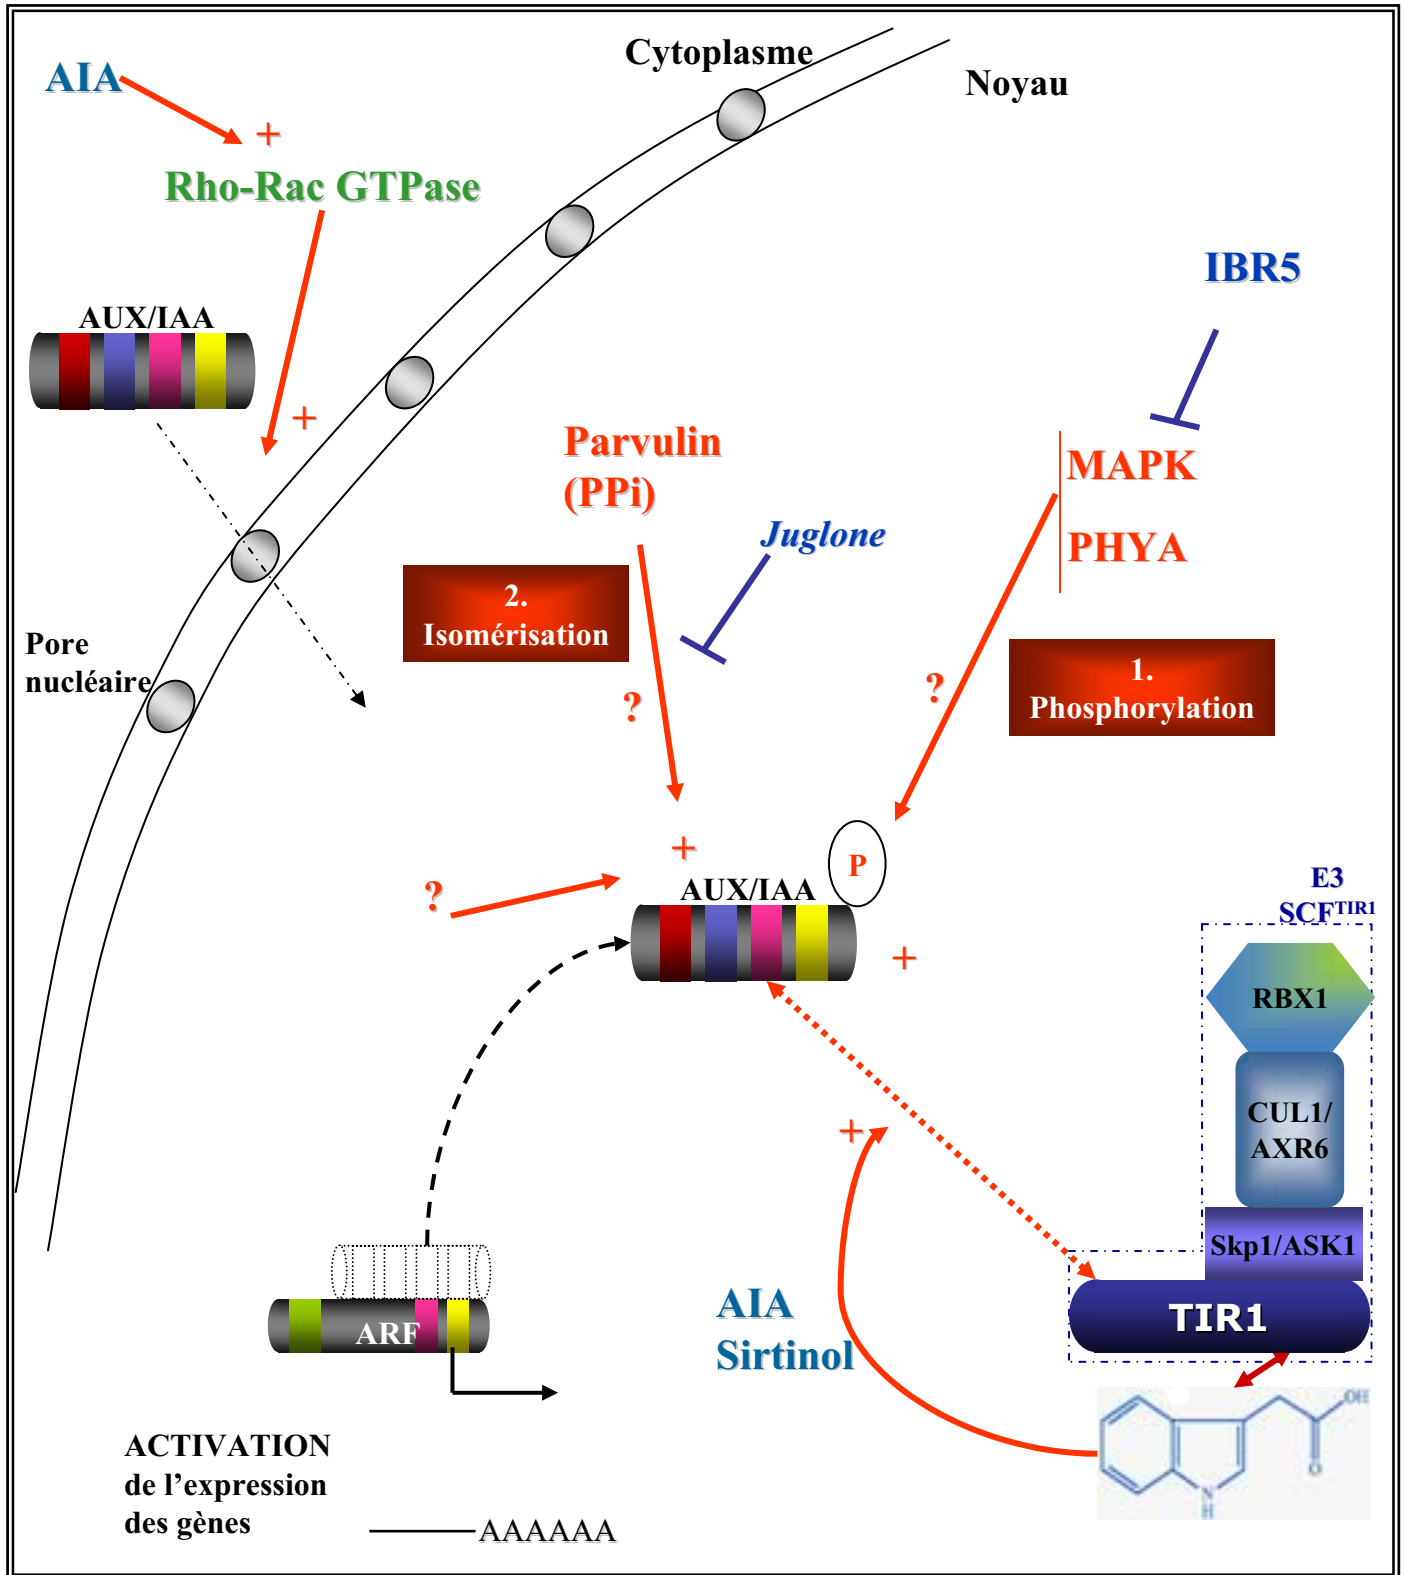 Cytoplasme
Noyau
AIA
+
Rho-Rac GTPase
IBR5
AUX/IAA
+
Parvulin
(PPi)
MAPK
PHYA
Juglone
2.
Isomérisation
1.
Phosphorylation
Pore
nucléaire
?
?
+
P
?
AUX/IAA
+
E3
SCFTIR1
RBX1
CUL1/
AXR6
+
Skp1/ASK1
AIA
Sirtinol
TIR1
ARF
OH
O
N
H
ACTIVATION
de l’expression
des gènes
AAAAAA